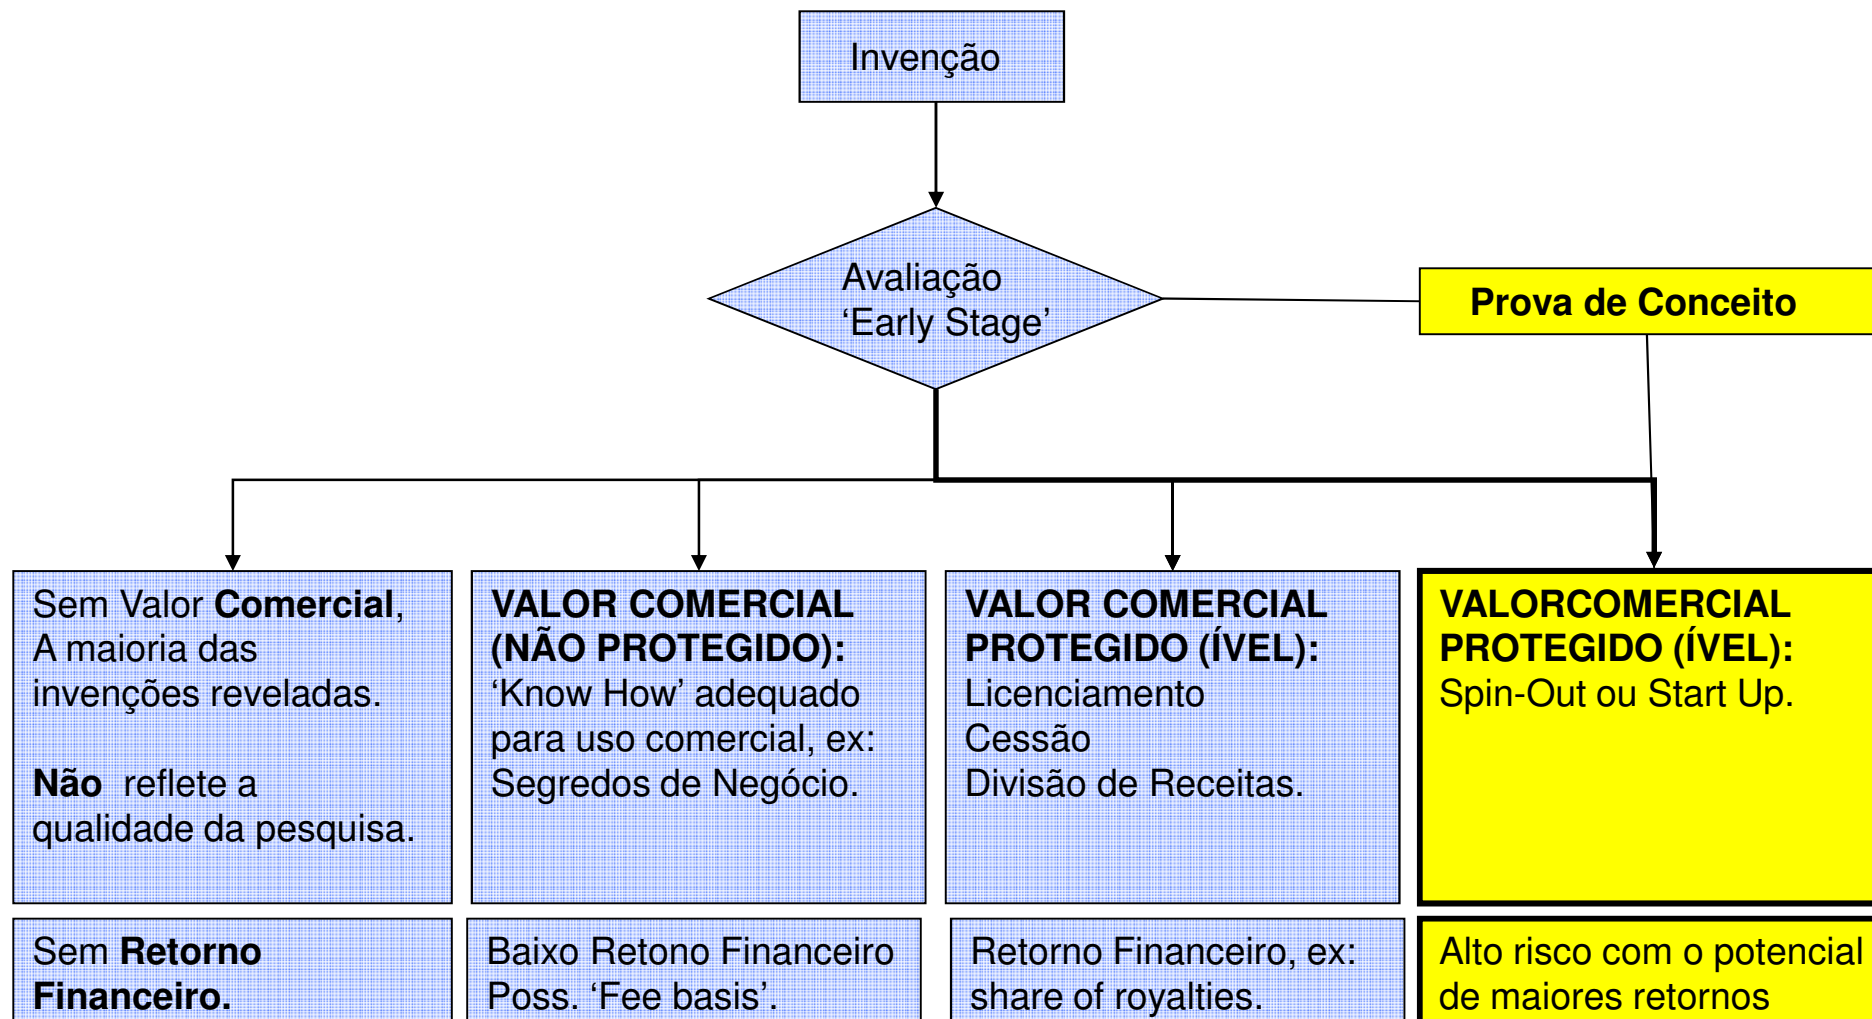 Invenção
Avaliação
‘Early Stage’
Prova de Conceito
Sem Valor Comercial,
A maioria das
invenções reveladas.
Não reflete a
qualidade da pesquisa.
VALOR COMERCIAL
(NÃO PROTEGIDO):
‘Know How’ adequado
para uso comercial, ex:
Segredos de Negócio.
VALOR COMERCIAL
PROTEGIDO (ÍVEL):
Licenciamento
Cessão
Divisão de Receitas.
VALORCOMERCIAL
PROTEGIDO (ÍVEL):
Spin-Out ou Start Up.
Sem Retorno
Financeiro.
Baixo Retono Financeiro
Poss. ‘Fee basis’.
Retorno Financeiro, ex:
share of royalties.
Alto risco com o potencial
de maiores retornos